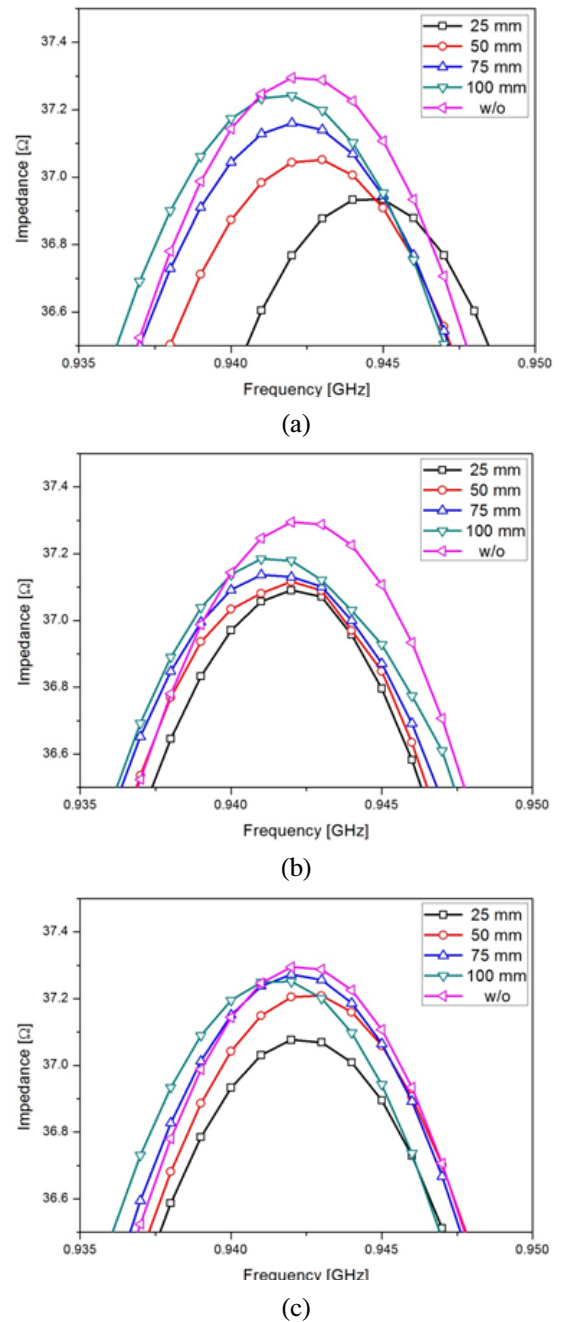 37.4
37.2
37.0
36.8
36.6
Impedance [Ω]
25 mm
50 mm
75 mm
100 mm
w/o
0.935
0.940
0.945
0.950
Frequency [GHz]
(a)
37.4
37.2
37.0
36.8
36.6
Impedance [Ω]
25 mm
50 mm
75 mm
100 mm
w/o
0.935
0.940
0.945
0.950
Frequency [GHz]
(b)
37.4
37.2
37.0
36.8
36.6
Impedance [Ω]
25 mm
50 mm
75 mm
100 mm
w/o
0.935
0.940
0.945
0.950
Frequency [GHz]
(c)